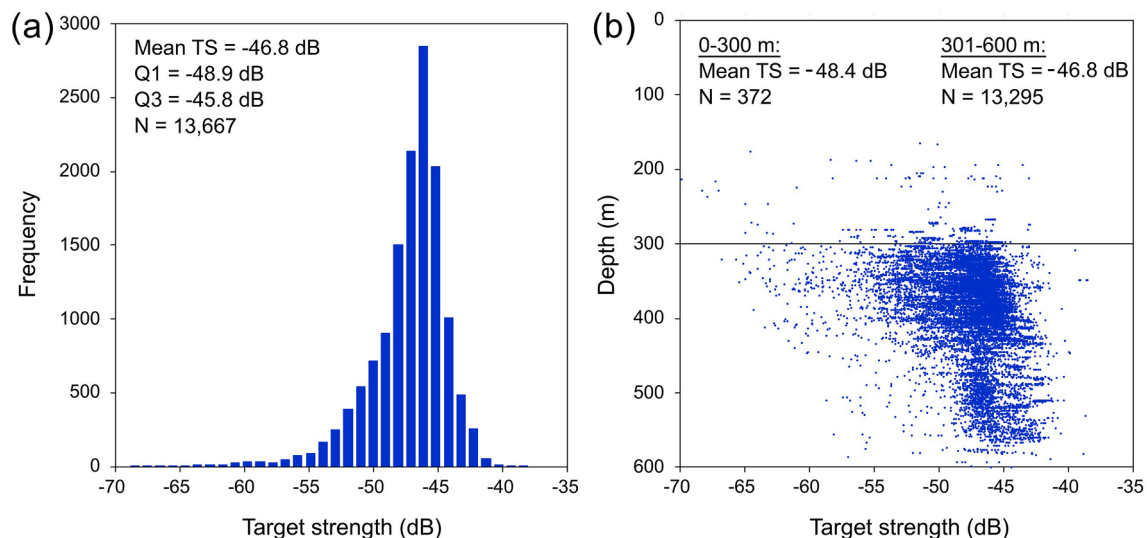 (a)
Mean TS = -46.8 dB
Q1 = -48.9 dB
Q3 = -45.8 dB
N = 13,667
Frequency
3000
2500
2000
1500
1000
500
0
-70 -65 -60 -55 -50 -45 -40 -35
Target strength (dB)
(b)
0-300 m:
Mean TS = -48.4 dB
N = 372
301-600 m:
Mean TS = -46.8 dB
N = 13,295
Depth (m)
0
100
200
300
400
500
600
-70 -65 -60 -55 -50 -45 -40 -35
Target strength (dB)